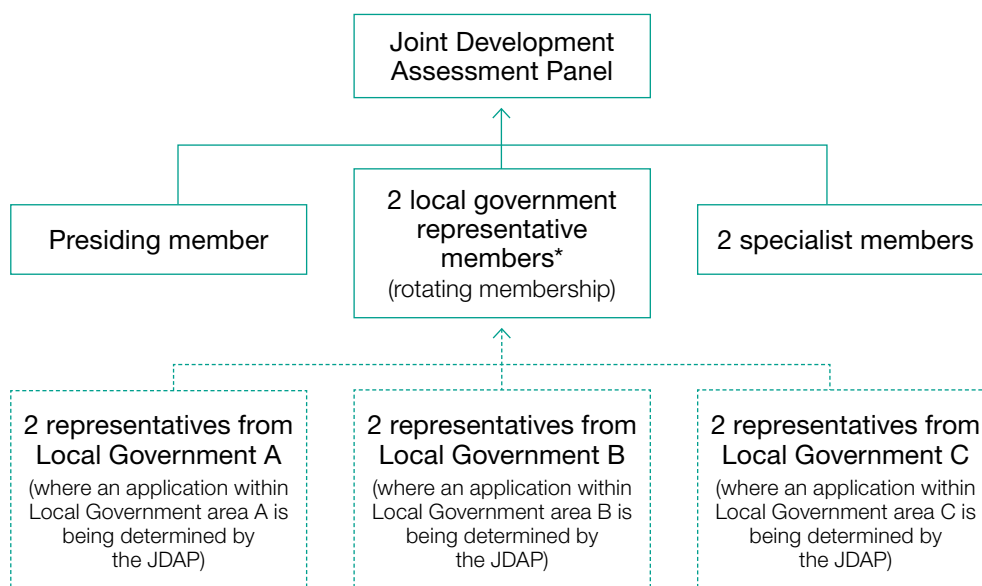 Joint Development
Assessment Panel
Presiding member
2 local government
representative
members*
(rotating membership)
2 specialist members
2 representatives from
Local Government A
(where an application within
Local Government area A is
being determined by
the JDAP)
2 representatives from
Local Government B
(where an application within
Local Government area B is
being determined by
the JDAP)
2 representatives from
Local Government C
(where an application within
Local Government area C is
being determined by
the JDAP)